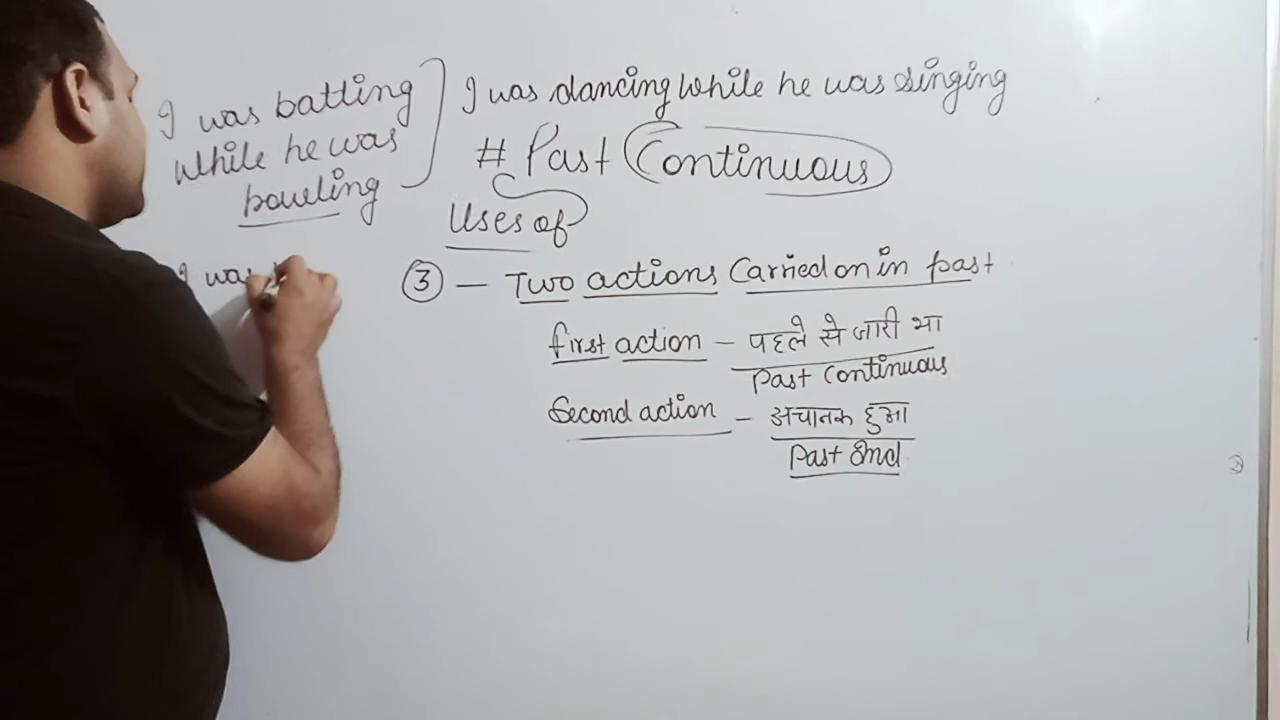 I was batting
while he was
bowling
I was dancing while he was singing
# Past Continuous
Uses of
③ - Two actions Carried on in past
first action - पहले से जारी था
Past Continuous
Second action - अचानक हुआ
Past Ind
I was